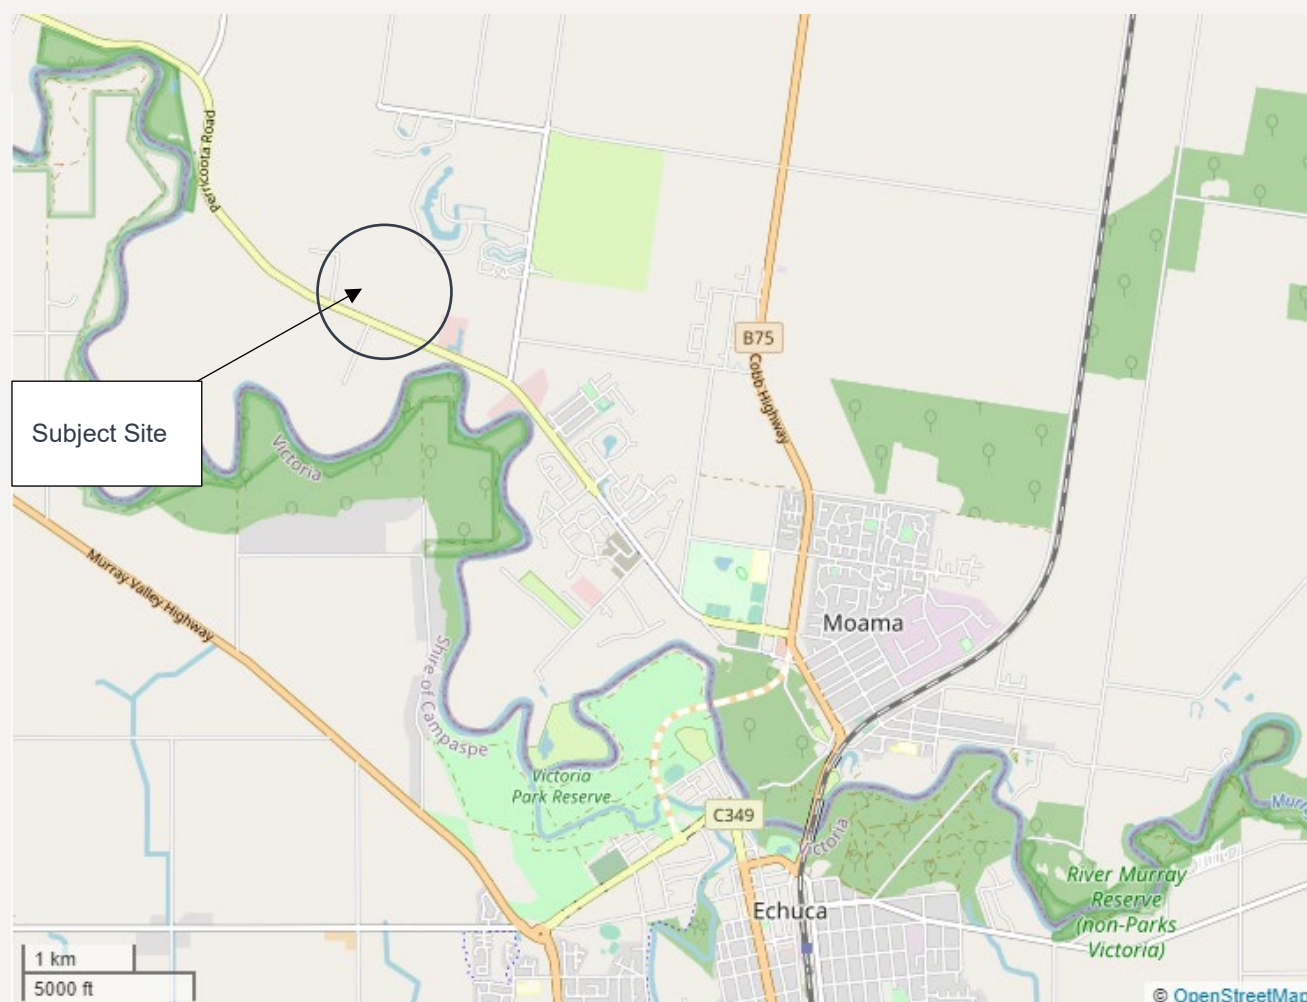 Perricoota Road
B75
Cobb Highway
Subject Site
Victoria
Murray Valley Highway
Moama
Shire of Campaspe
Victoria
Park Reserve
C349
Victoria
Murr
River Murray
Reserve
(non-Parks
Victoria)
Echuca
1 km
5000 ft
© OpenStreetMap